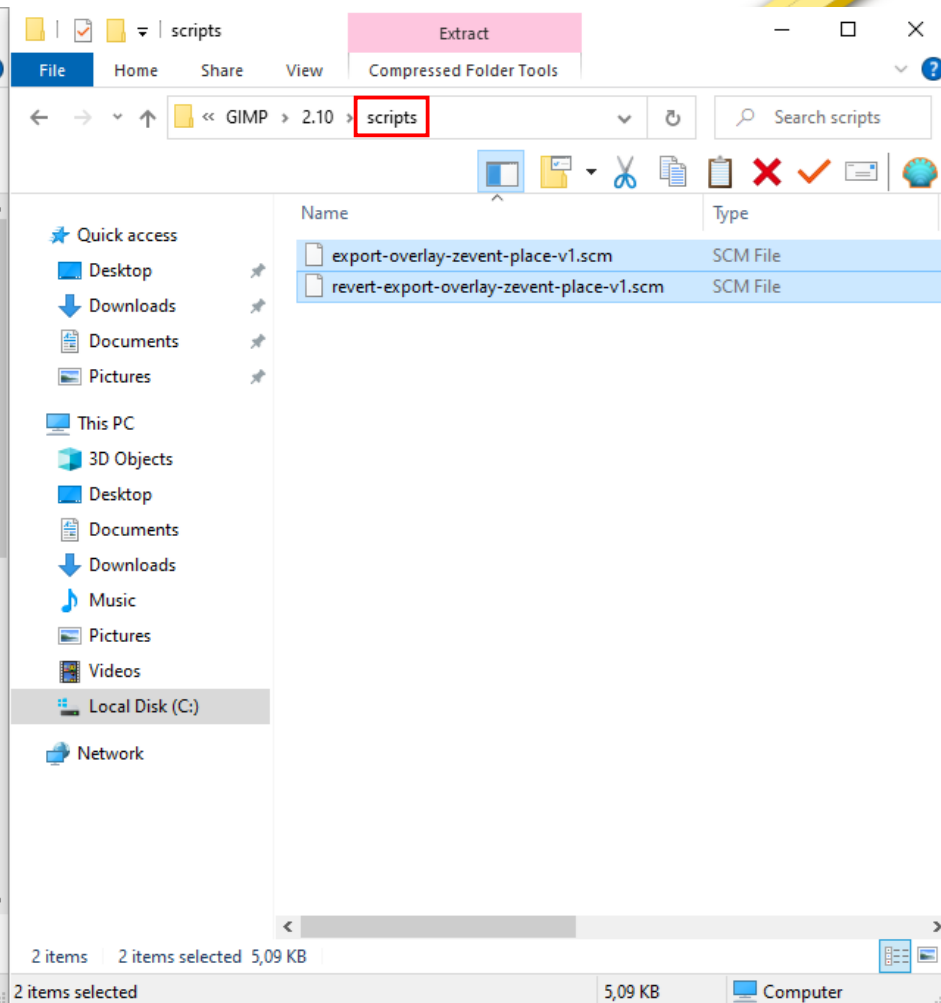 scripts
Extract
File Home Share View Compressed Folder Tools ?
« GIMP > 2.10 > scripts Search scripts
Name Type
Quick access
export-overlay-zevent-place-v1.scm SCM File
Desktop
revert-export-overlay-zevent-place-v1.scm SCM File
Downloads
Documents
Pictures
This PC
3D Objects
Desktop
Documents
Downloads
Music
Pictures
Videos
Local Disk (C:)
Network
2 items 2 items selected 5,09 KB
2 items selected 5,09 KB Computer